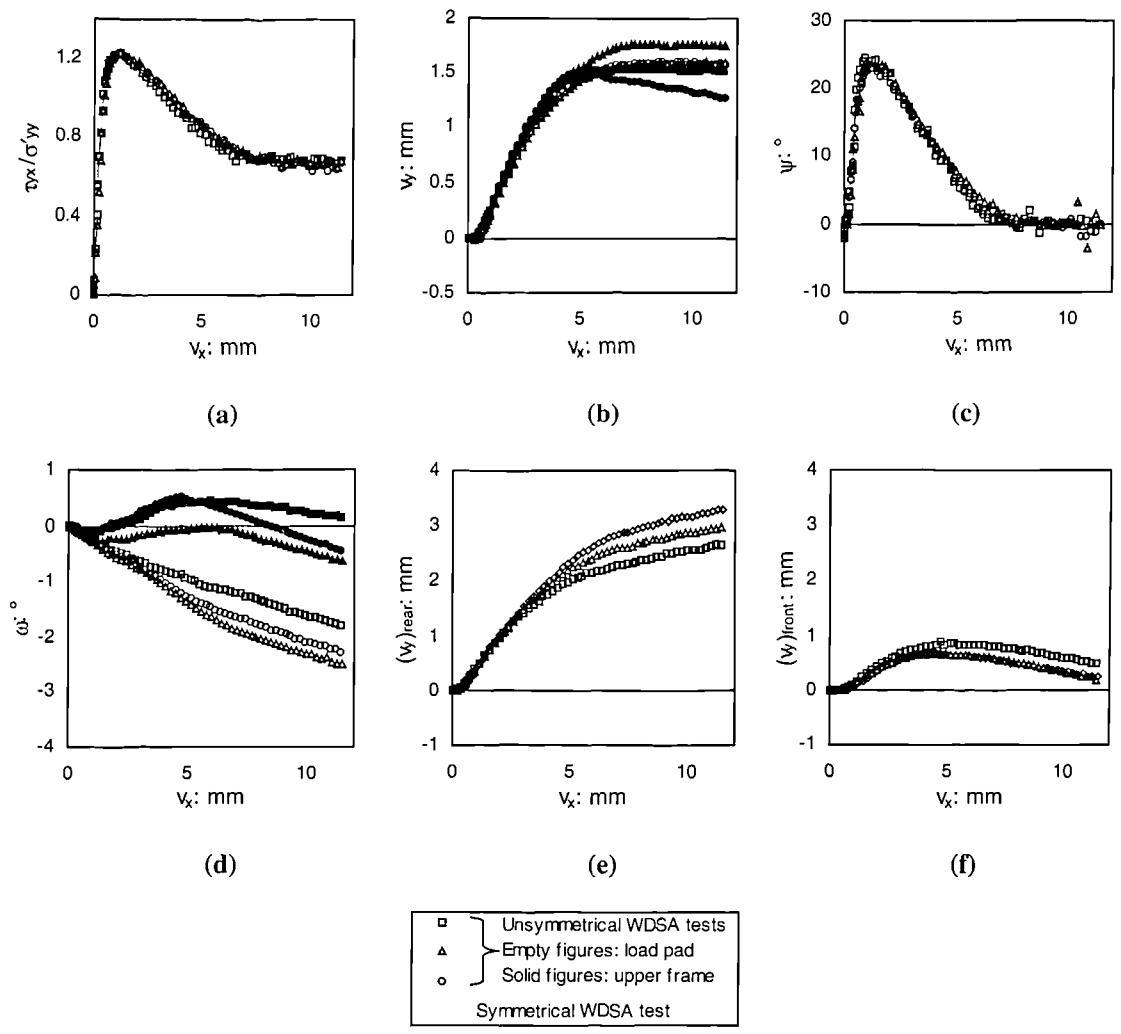 1.2
0.8
0.4
0
τyx/σ'yy
0 5 10
vx: mm
(a)
2
1.5
1
0.5
0
-0.5
vy: mm
0 5 10
vx: mm
(b)
30
20
10
0
-10
ψ: °
0 5 10
vx: mm
(c)
1
0
-1
-2
-3
-4
ω: °
0 5 10
vx: mm
(d)
4
3
2
1
0
-1
(vy)rear: mm
0 5 10
vx: mm
(e)
4
3
2
1
0
-1
(vy)front: mm
0 5 10
vx: mm
(f)
Unsymmetrical WDSA tests
Empty figures: load pad
Solid figures: upper frame
Symmetrical WDSA test